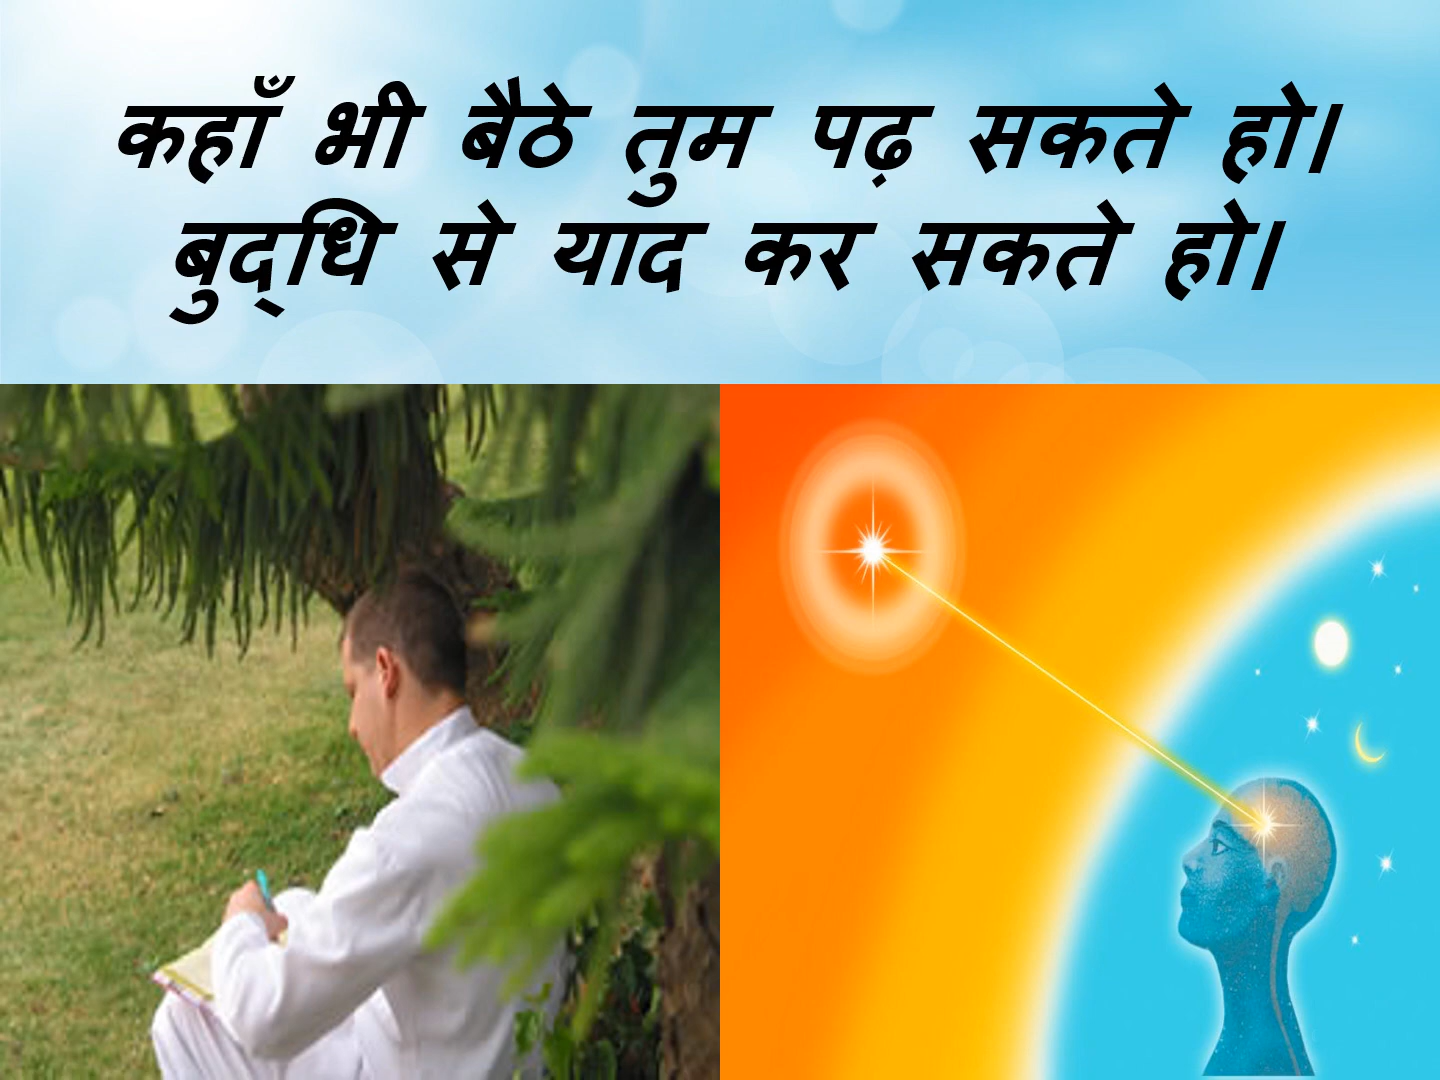 कहाँ भी बैठे तुम पढ़ सकते हो।
बुद्धि से याद कर सकते हो।